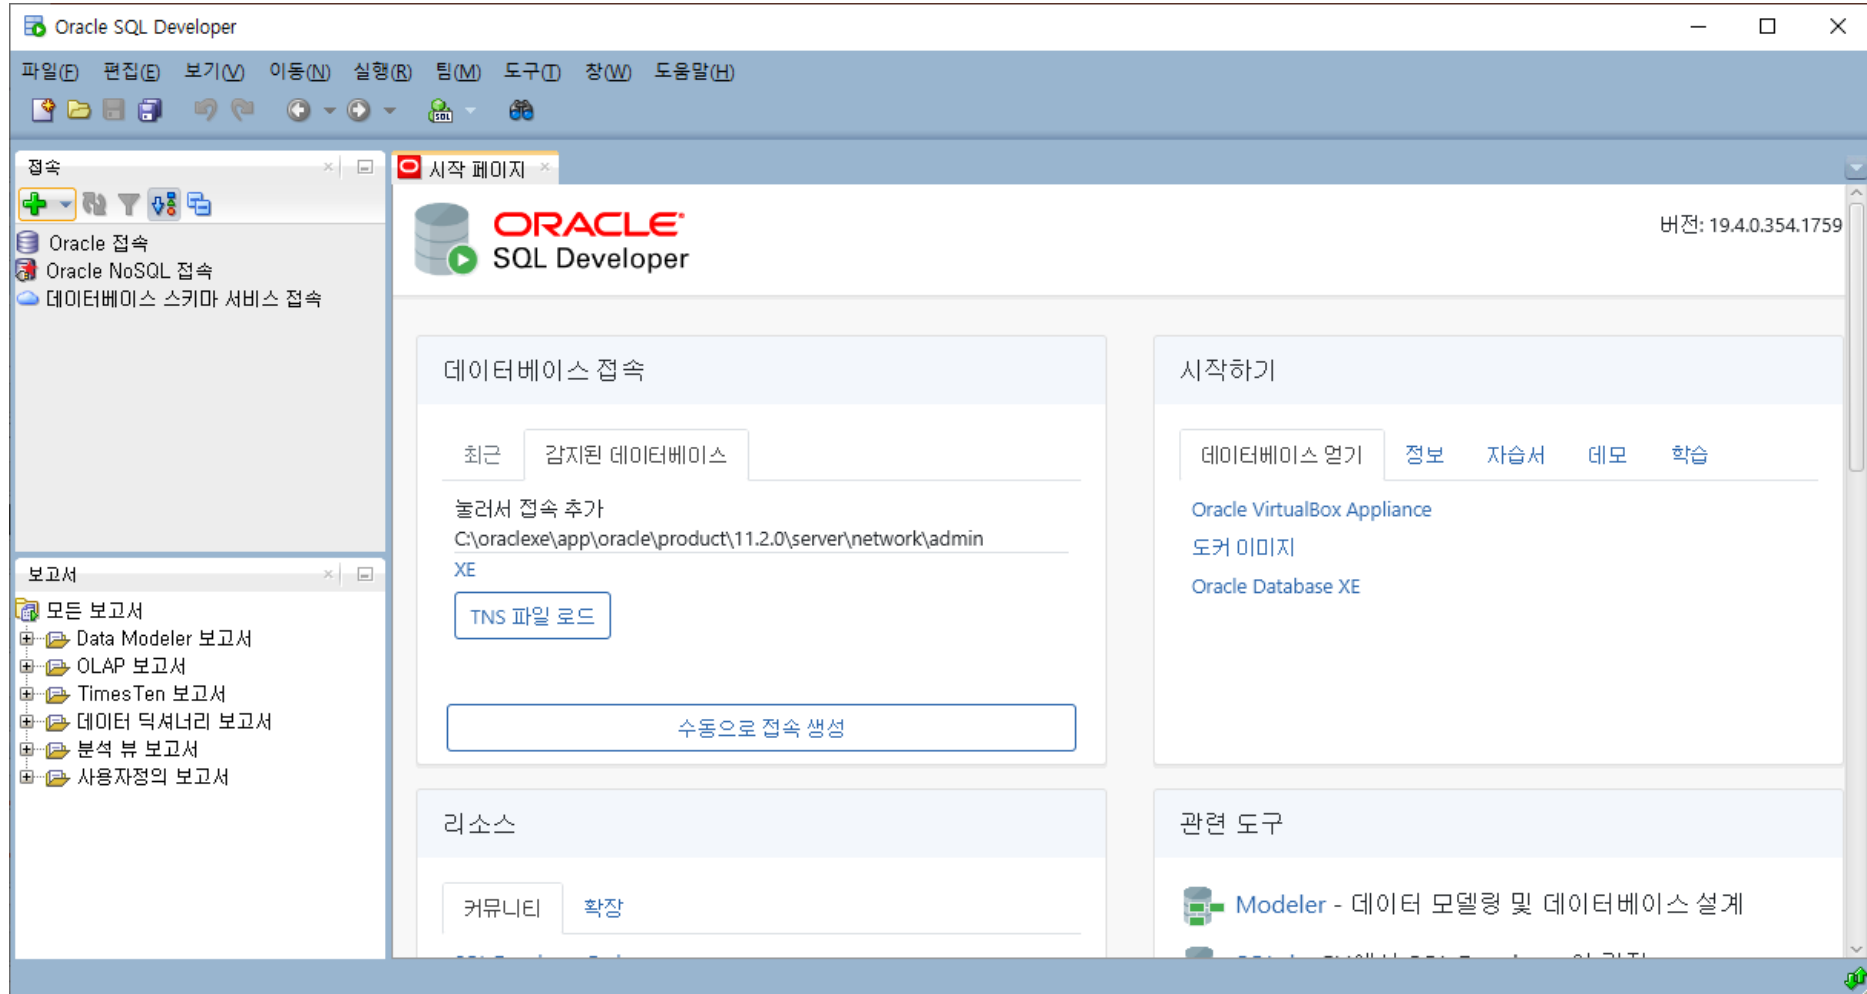 Oracle SQL Developer
파일(F) 편집(E) 보기(V) 이동(N) 실행(R) 팀(M) 도구(T) 창(W) 도움말(H)
SQL
접속
Oracle 접속
Oracle NoSQL 접속
데이터베이스 스키마 서비스 접속
보고서
모든 보고서
Data Modeler 보고서
OLAP 보고서
TimesTen 보고서
데이터 딕셔너리 보고서
분석 뷰 보고서
사용자정의 보고서
시작 페이지
ORACLE
SQL Developer
버전: 19.4.0.354.1759
데이터베이스 접속
최근 감지된 데이터베이스
눌러서 접속 추가
C:\oraclexe\app\oracle\product\11.2.0\server\network\admin
XE
TNS 파일 로드
수동으로 접속 생성
시작하기
데이터베이스 얻기 정보 자습서 데모 학습
Oracle VirtualBox Appliance
도커 이미지
Oracle Database XE
리소스
커뮤니티 확장
관련 도구
Modeler - 데이터 모델링 및 데이터베이스 설계